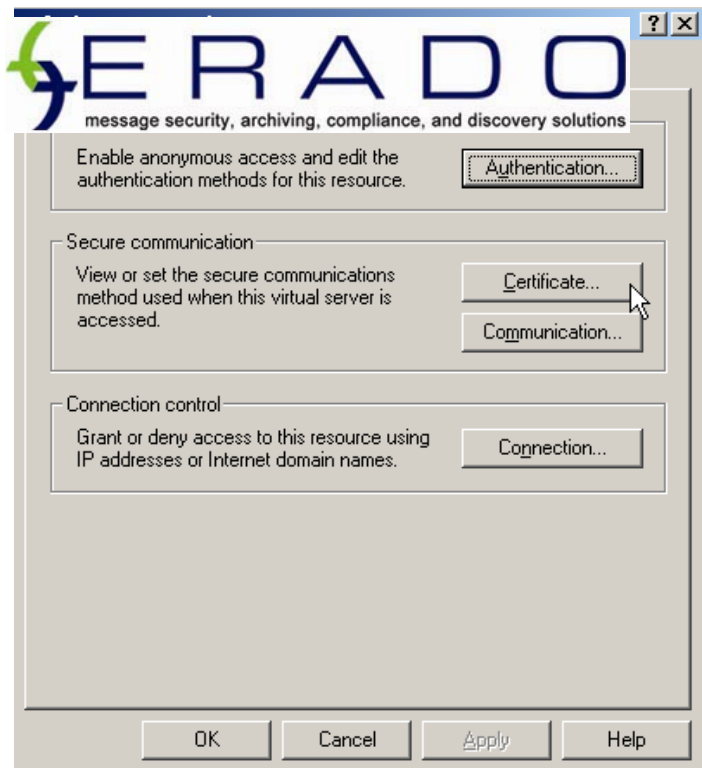 ERADO
message security, archiving, compliance, and discovery solutions
Enable anonymous access and edit the
authentication methods for this resource.
Authentication...
Secure communication
View or set the secure communications
method used when this virtual server is
accessed.
Certificate...
Communication...
Connection control
Grant or deny access to this resource using
IP addresses or Internet domain names.
Connection...
OK
Cancel
Apply
Help